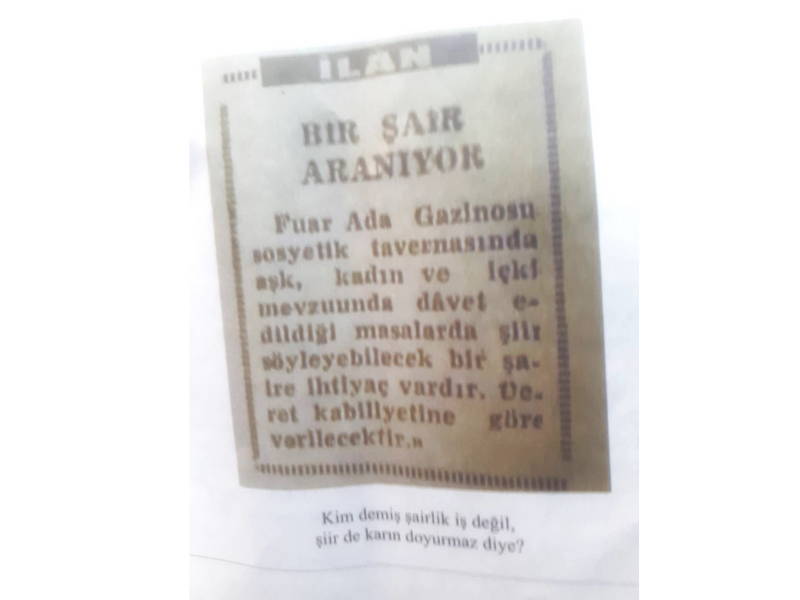 İLÂN
BİR ŞAİR
ARANIYOR
Fuar Ada Gazinosu
sosyetik tavernasında
aşk, kadın ve içki
mevzuunda dâvet e-
dildiği masalarda şiir
söyleyebilecek bir şa-
ire ihtiyaç vardır. Üc-
ret kabiliyetine göre
verilecektir.»
Kim demiş şairlik iş değil,
şiir de karın doyurmaz diye?